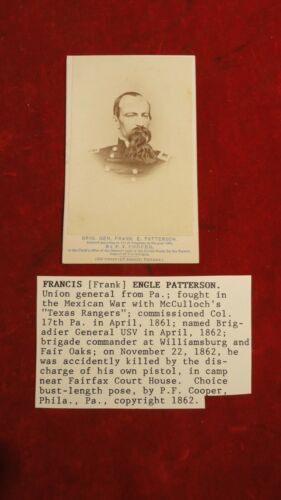 BRIG. GEN. FRANK E. PATTERSON.
By P. F. COOPER,
FRANCIS [Frank] ENGLE PATTERSON.
Union general from Pa.; fought in
the Mexican War with McCulloch's
"Texas Rangers"; commissioned Col.
17th Pa. in April, 1861; named Brig-
adier General USV in April, 1862;
brigade commander at Williamsburg and
Fair Oaks; on November 22, 1862, he
was accidently killed by the dis-
charge of his own pistol, in camp
near Fairfax Court House.  Choice
bust-length pose, by P.F. Cooper,
Phila., Pa., copyright 1862.